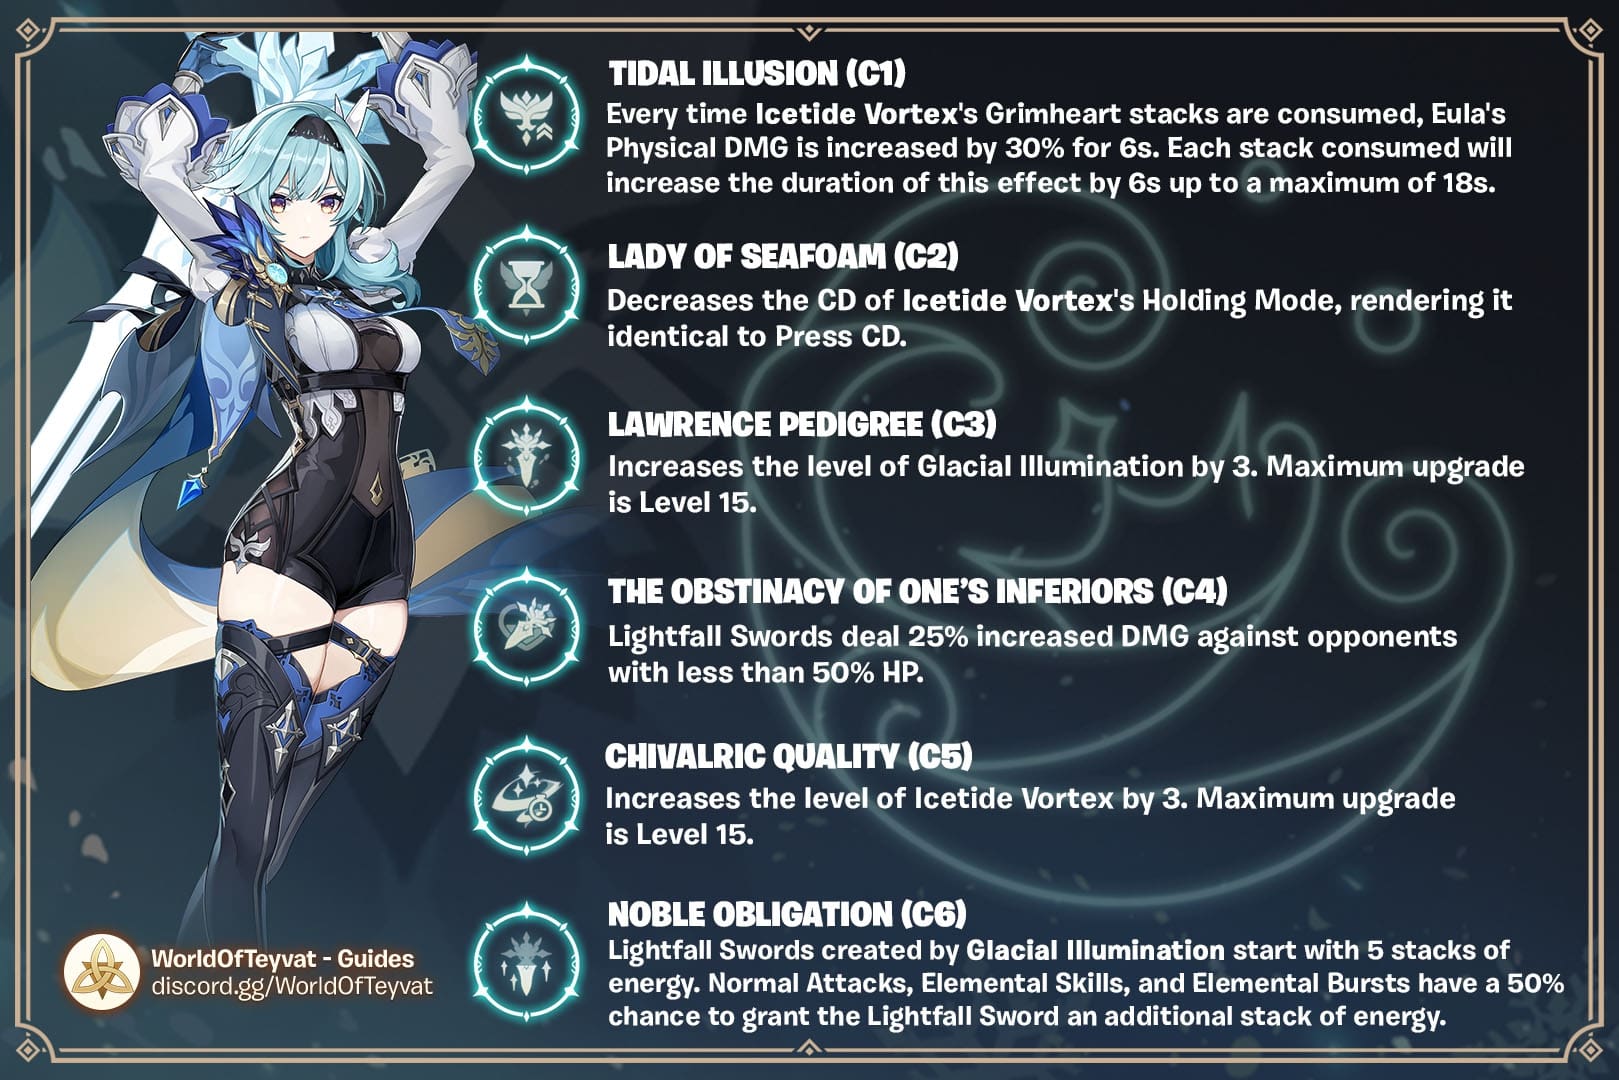 TIDAL ILLUSION (C1)
Every time Icetide Vortex's Grimheart stacks are consumed, Eula's
Physical DMG is increased by 30% for 6s. Each stack consumed will
increase the duration of this effect by 6s up to a maximum of 18s.
LADY OF SEAFOAM (C2)
Decreases the CD of Icetide Vortex's Holding Mode, rendering it
identical to Press CD.
LAWRENCE PEDIGREE (C3)
Increases the level of Glacial Illumination by 3. Maximum upgrade
is Level 15.
THE OBSTINACY OF ONE'S INFERIORS (C4)
Lightfall Swords deal 25% increased DMG against opponents
with less than 50% HP.
CHIVALRIC QUALITY (C5)
Increases the level of Icetide Vortex by 3. Maximum upgrade
is Level 15.
NOBLE OBLIGATION (C6)
Lightfall Swords created by Glacial Illumination start with 5 stacks of
energy. Normal Attacks, Elemental Skills, and Elemental Bursts have a 50%
chance to grant the Lightfall Sword an additional stack of energy.
WorldOfTeyvat - Guides
discord.gg/WorldOfTeyvat